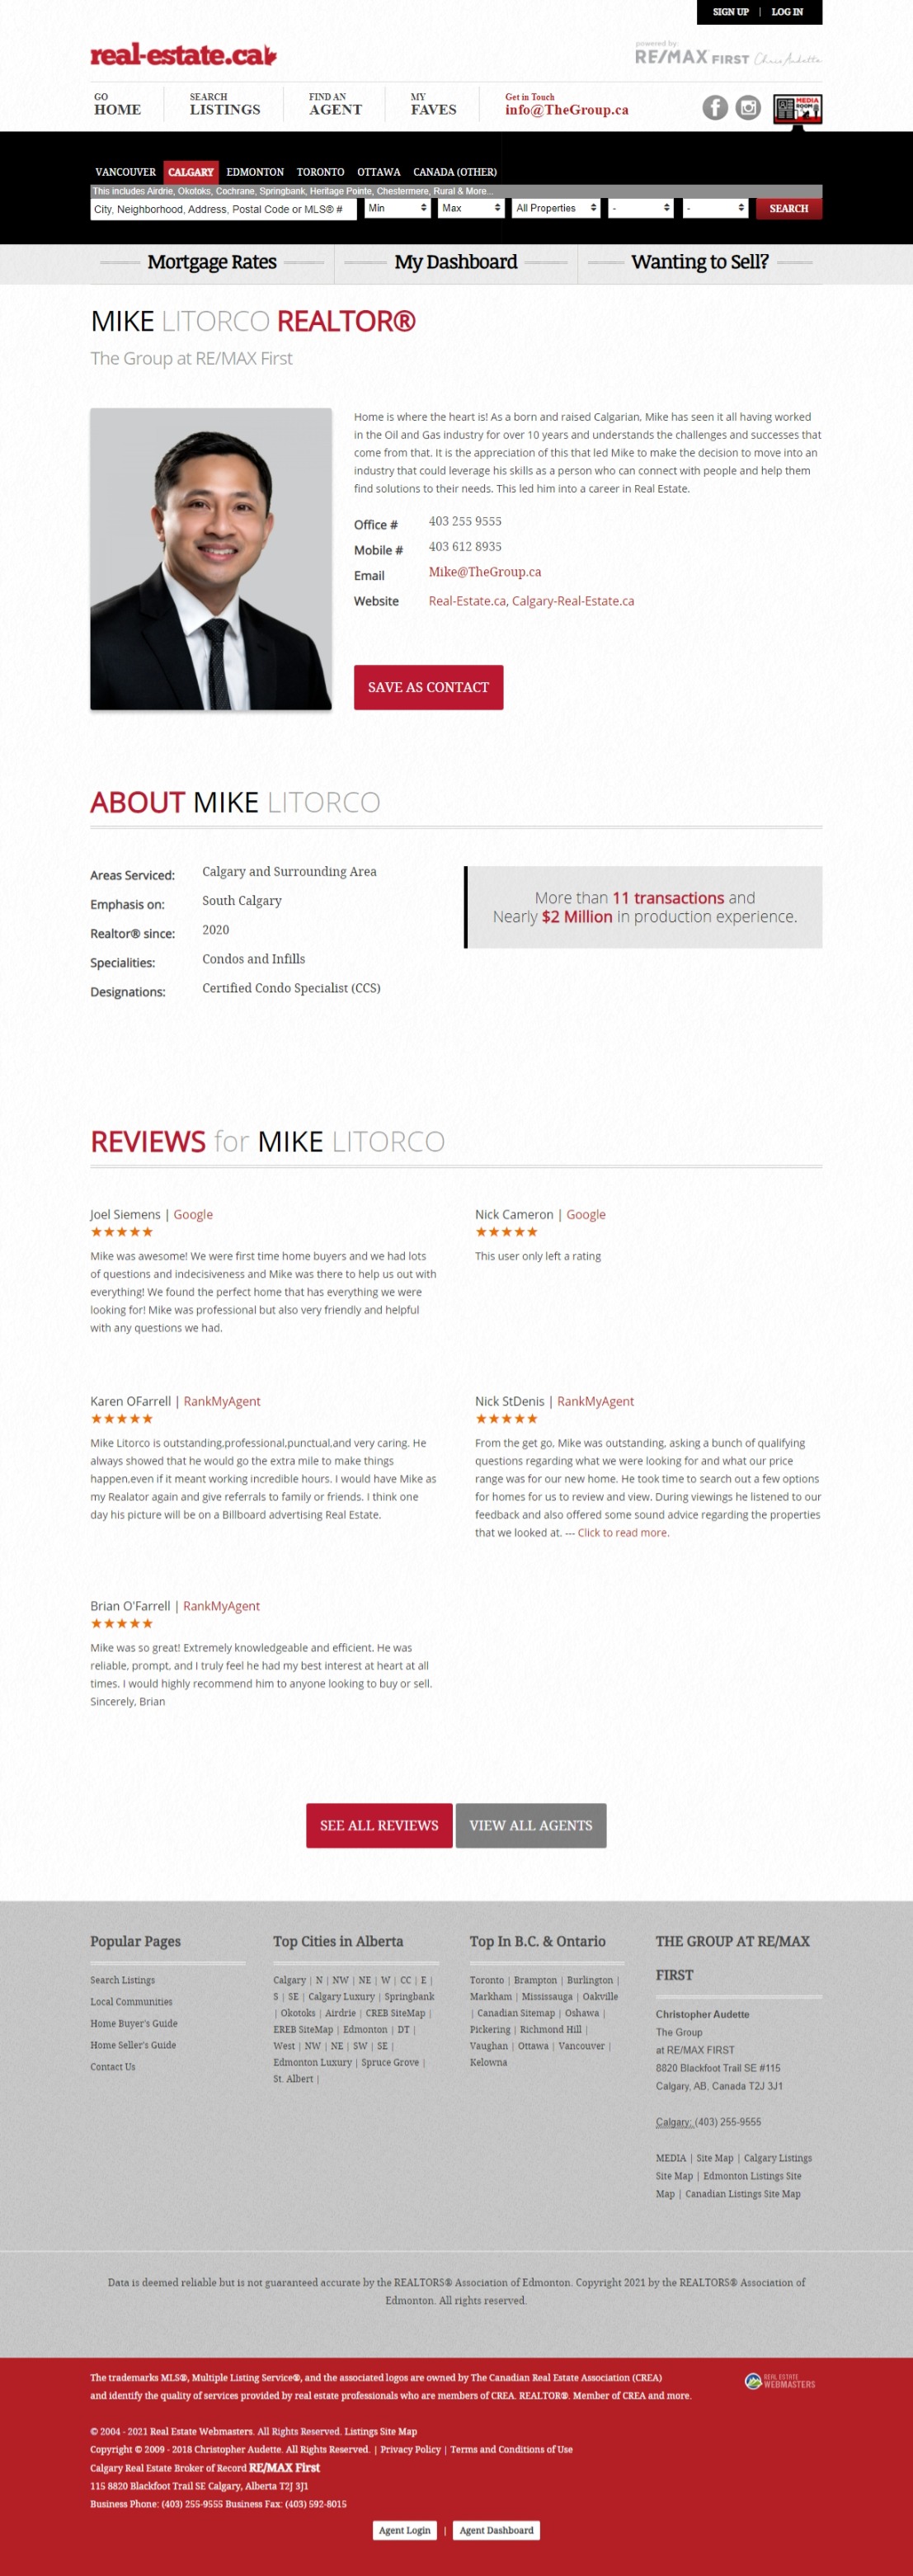 SIGN UP | LOG IN
real-estate.ca
powered by:
RE/MAX FIRST Chris Audette
GO
HOME
SEARCH
LISTINGS
FIND AN
AGENT
MY
FAVES
Get in Touch
info@TheGroup.ca
MEDIA
ROOM
VANCOUVER CALGARY EDMONTON TORONTO OTTAWA CANADA (OTHER)
This includes Airdrie, Okotoks, Cochrane, Springbank, Heritage Pointe, Chestermere, Rural & More...
City, Neighborhood, Address, Postal Code or MLS® # Min Max All Properties - - SEARCH
Mortgage Rates My Dashboard Wanting to Sell?
MIKE LITORCO REALTOR®
The Group at RE/MAX First
Home is where the heart is! As a born and raised Calgarian, Mike has seen it all having worked
in the Oil and Gas industry for over 10 years and understands the challenges and successes that
come from that. It is the appreciation of this that led Mike to make the decision to move into an
industry that could leverage his skills as a person who can connect with people and help them
find solutions to their needs. This led him into a career in Real Estate.
Office # 403 255 9555
Mobile # 403 612 8935
Email Mike@TheGroup.ca
Website Real-Estate.ca, Calgary-Real-Estate.ca
SAVE AS CONTACT
ABOUT MIKE LITORCO
Areas Serviced: Calgary and Surrounding Area
Emphasis on: South Calgary
Realtor® since: 2020
Specialities: Condos and Infills
Designations: Certified Condo Specialist (CCS)
More than 11 transactions and
Nearly $2 Million in production experience.
REVIEWS for MIKE LITORCO
Joel Siemens | Google
★★★★★
Mike was awesome! We were first time home buyers and we had lots
of questions and indecisiveness and Mike was there to help us out with
everything! We found the perfect home that has everything we were
looking for! Mike was professional but also very friendly and helpful
with any questions we had.
Nick Cameron | Google
★★★★★
This user only left a rating
Karen OFarrell | RankMyAgent
★★★★★
Mike Litorco is outstanding,professional,punctual,and very caring. He
always showed that he would go the extra mile to make things
happen,even if it meant working incredible hours. I would have Mike as
my Realator again and give referrals to family or friends. I think one
day his picture will be on a Billboard advertising Real Estate.
Nick StDenis | RankMyAgent
★★★★★
From the get go, Mike was outstanding, asking a bunch of qualifying
questions regarding what we were looking for and what our price
range was for our new home. He took time to search out a few options
for homes for us to review and view. During viewings he listened to our
feedback and also offered some sound advice regarding the properties
that we looked at. --- Click to read more.
Brian O'Farrell | RankMyAgent
★★★★★
Mike was so great! Extremely knowledgeable and efficient. He was
reliable, prompt, and I truly feel he had my best interest at heart at all
times. I would highly recommend him to anyone looking to buy or sell.
Sincerely, Brian
SEE ALL REVIEWS VIEW ALL AGENTS
Popular Pages
Search Listings
Local Communities
Home Buyer's Guide
Home Seller's Guide
Contact Us
Top Cities in Alberta
Calgary | N | NW | NE | W | CC | E |
S | SE | Calgary Luxury | Springbank
| Okotoks | Airdrie | CREB SiteMap |
EREB SiteMap | Edmonton | DT |
West | NW | NE | SW | SE |
Edmonton Luxury | Spruce Grove |
St. Albert |
Top In B.C. & Ontario
Toronto | Brampton | Burlington |
Markham | Mississauga | Oakville
| Canadian Sitemap | Oshawa |
Pickering | Richmond Hill |
Vaughan | Ottawa | Vancouver |
Kelowna
THE GROUP AT RE/MAX
FIRST
Christopher Audette
The Group
at RE/MAX FIRST
8820 Blackfoot Trail SE #115
Calgary, AB, Canada T2J 3J1
Calgary: (403) 255-9555
MEDIA | Site Map | Calgary Listings
Site Map | Edmonton Listings Site
Map | Canadian Listings Site Map
Data is deemed reliable but is not guaranteed accurate by the REALTORS® Association of Edmonton. Copyright 2021 by the REALTORS® Association of
Edmonton. All rights reserved.
The trademarks MLS®, Multiple Listing Service®, and the associated logos are owned by The Canadian Real Estate Association (CREA)
and identify the quality of services provided by real estate professionals who are members of CREA. REALTOR®. Member of CREA and more.
REAL ESTATE
WEBMASTERS
© 2004 - 2021 Real Estate Webmasters. All Rights Reserved. Listings Site Map
Copyright © 2009 - 2018 Christopher Audette. All Rights Reserved. | Privacy Policy | Terms and Conditions of Use
Calgary Real Estate Broker of Record RE/MAX First
115 8820 Blackfoot Trail SE Calgary, Alberta T2J 3J1
Business Phone: (403) 255-9555 Business Fax: (403) 592-8015
Agent Login | Agent Dashboard